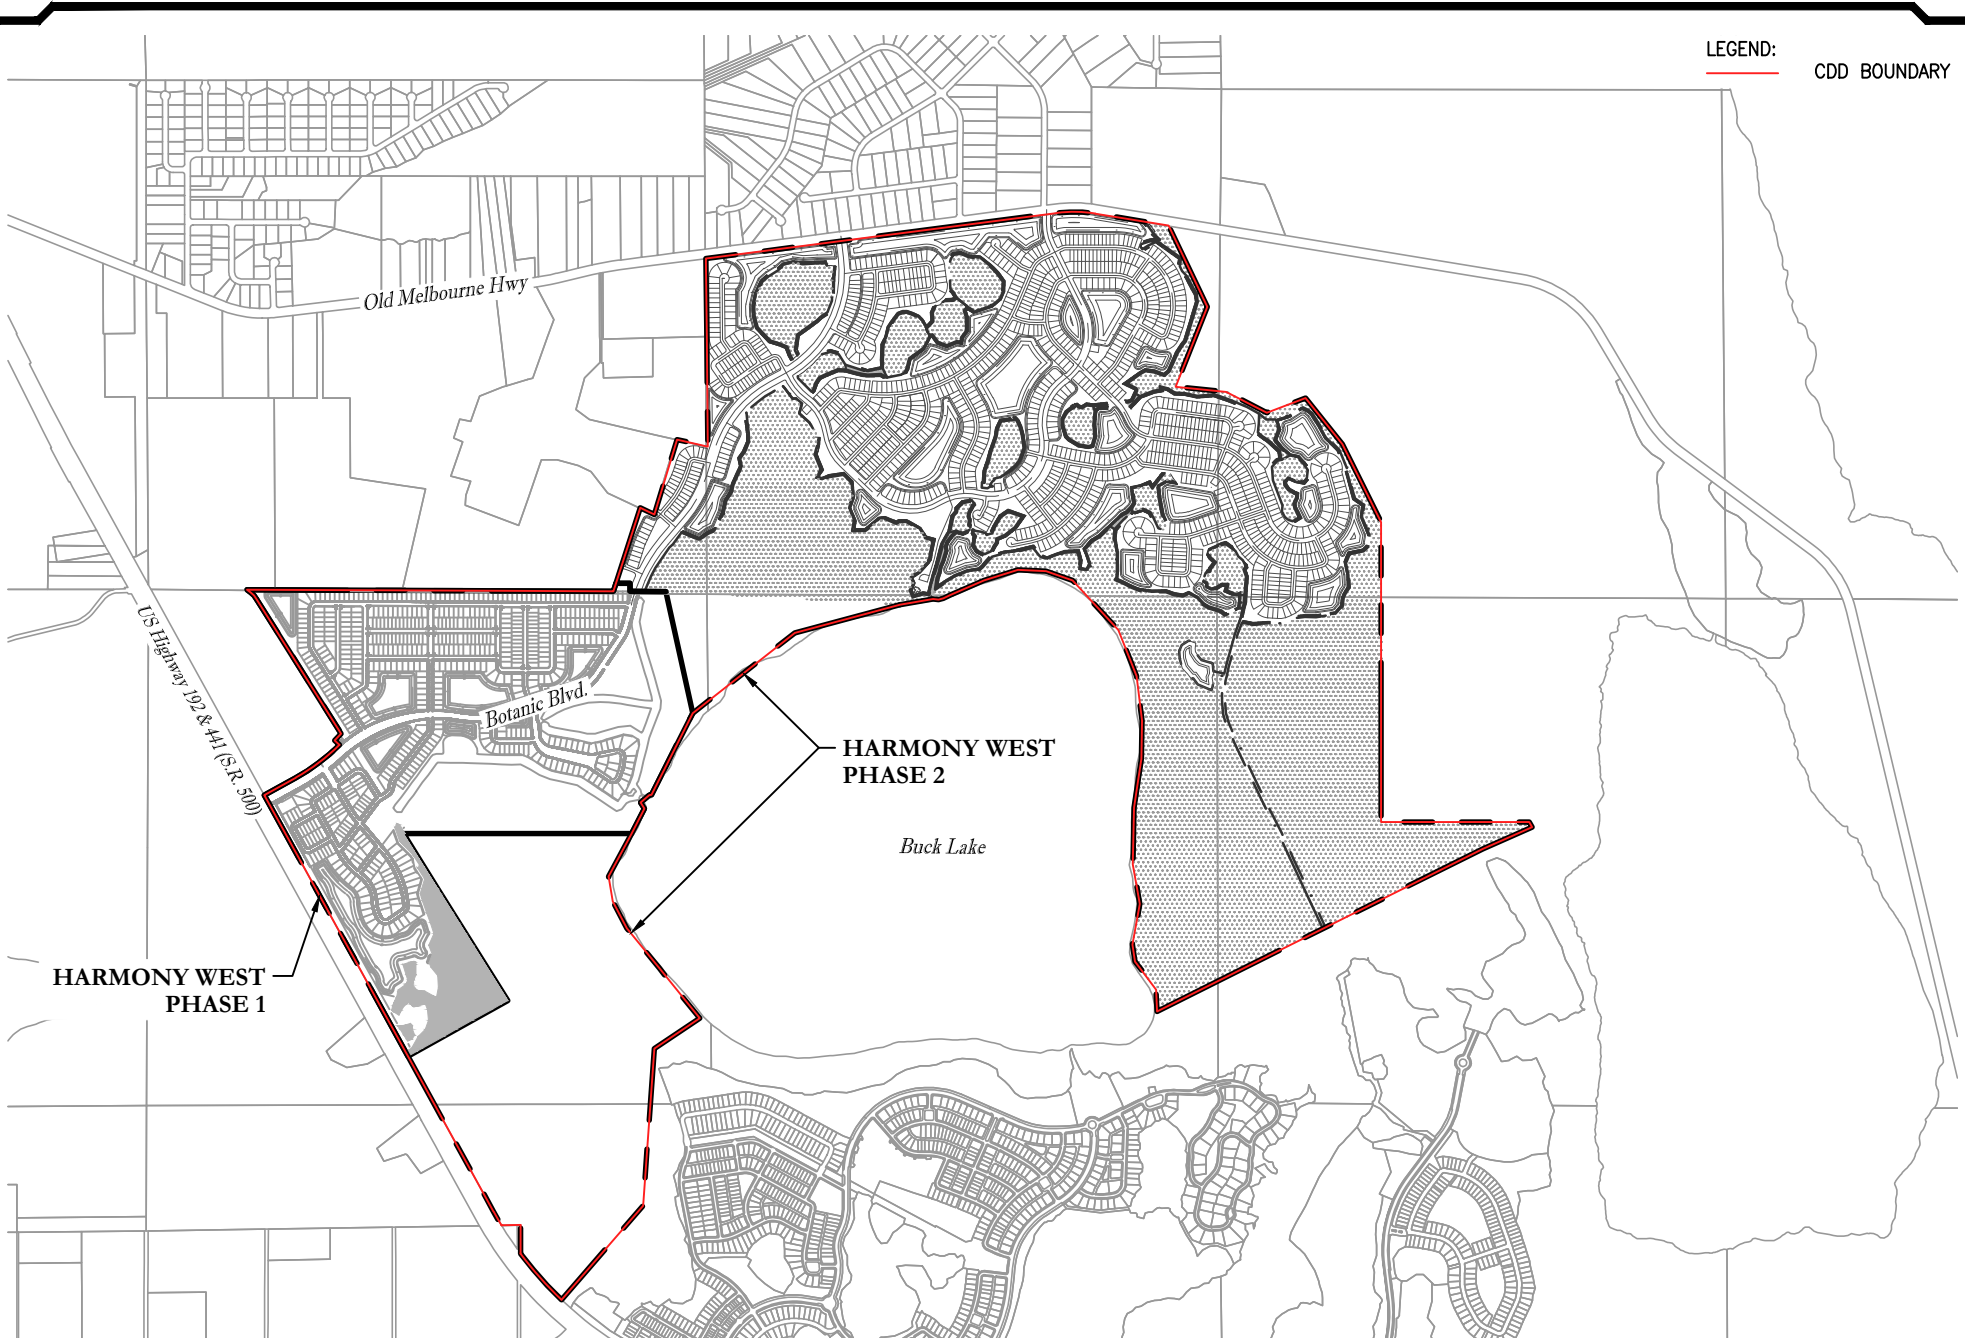 LEGEND:
CDD BOUNDARY
Old Melbourne Hwy
US Highway 192 & 441 (S.R. 500)
Botanic Blvd.
HARMONY WEST
PHASE 2
Buck Lake
HARMONY WEST
PHASE 1